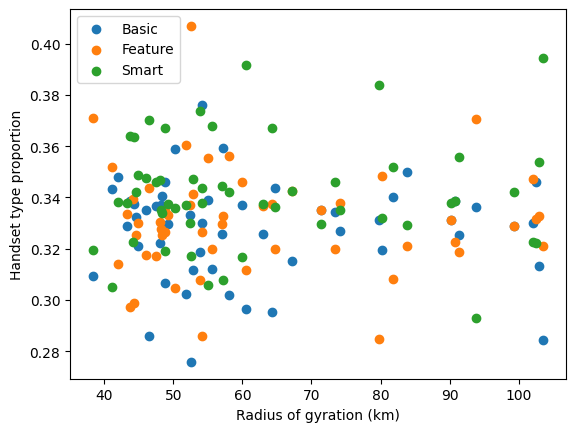 Basic
Feature
Smart
0.40
0.38
0.36
0.34
0.32
0.30
0.28
Handset type proportion
40 50 60 70 80 90 100
Radius of gyration (km)